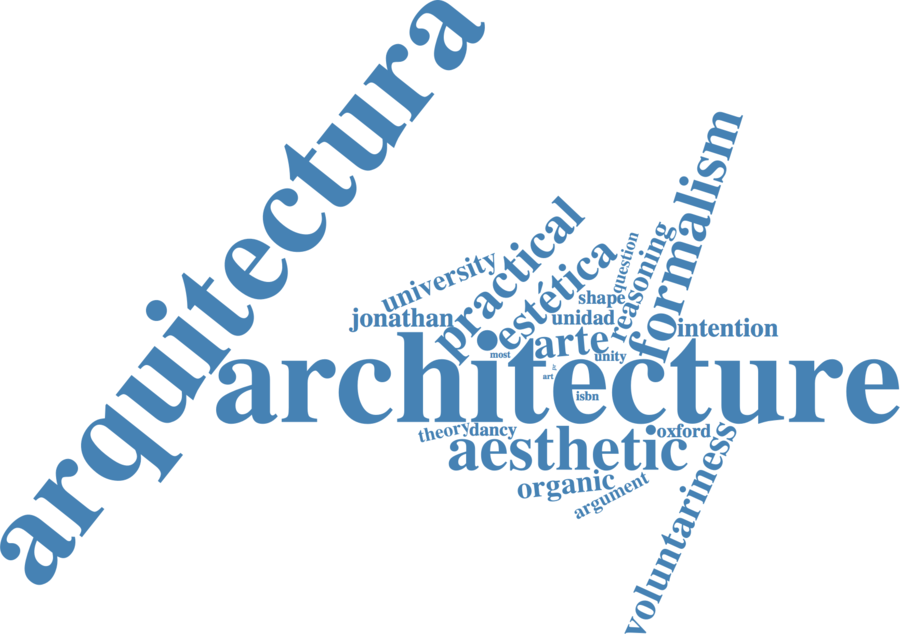 arquitectura
formalism
practical
question
reasoning
estética
university
shape
jonathan
unidad
intention
arte
most
unity
architecture
art
isbn
theory
dancy
oxford
aesthetic
organic
argument
voluntariness